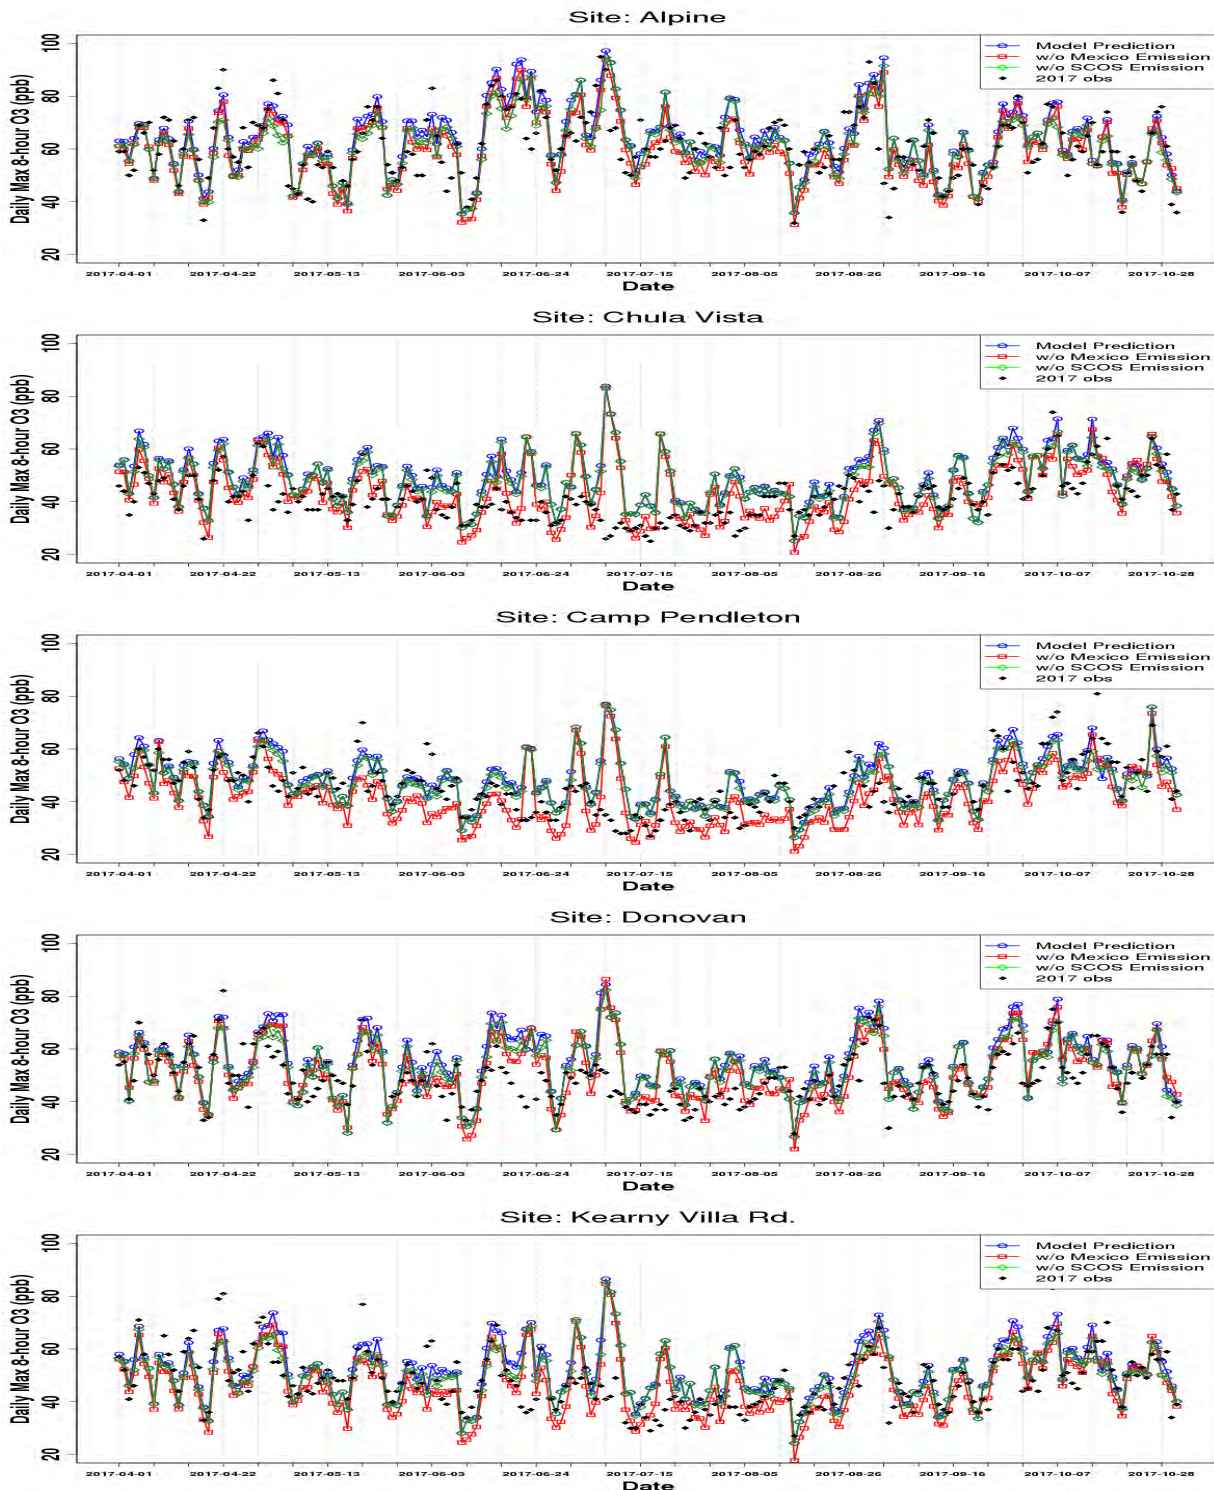 Site: Alpine
Daily Max 8-hour O3 (ppb)
100
80
60
40
20
Model Prediction
w/o Mexico Emission
w/o SCOS Emission
2017 obs
2017-04-01 2017-04-22 2017-05-13 2017-06-03 2017-06-24 2017-07-15 2017-08-05 2017-08-26 2017-09-16 2017-10-07 2017-10-28
Date
Site: Chula Vista
Daily Max 8-hour O3 (ppb)
100
80
60
40
20
Model Prediction
w/o Mexico Emission
w/o SCOS Emission
2017 obs
2017-04-01 2017-04-22 2017-05-13 2017-06-03 2017-06-24 2017-07-15 2017-08-05 2017-08-26 2017-09-16 2017-10-07 2017-10-28
Date
Site: Camp Pendleton
Daily Max 8-hour O3 (ppb)
100
80
60
40
20
Model Prediction
w/o Mexico Emission
w/o SCOS Emission
2017 obs
2017-04-01 2017-04-22 2017-05-13 2017-06-03 2017-06-24 2017-07-15 2017-08-05 2017-08-26 2017-09-16 2017-10-07 2017-10-28
Date
Site: Donovan
Daily Max 8-hour O3 (ppb)
100
80
60
40
20
Model Prediction
w/o Mexico Emission
w/o SCOS Emission
2017 obs
2017-04-01 2017-04-22 2017-05-13 2017-06-03 2017-06-24 2017-07-15 2017-08-05 2017-08-26 2017-09-16 2017-10-07 2017-10-28
Date
Site: Kearny Villa Rd.
Daily Max 8-hour O3 (ppb)
100
80
60
40
20
Model Prediction
w/o Mexico Emission
w/o SCOS Emission
2017 obs
2017-04-01 2017-04-22 2017-05-13 2017-06-03 2017-06-24 2017-07-15 2017-08-05 2017-08-26 2017-09-16 2017-10-07 2017-10-28
Date